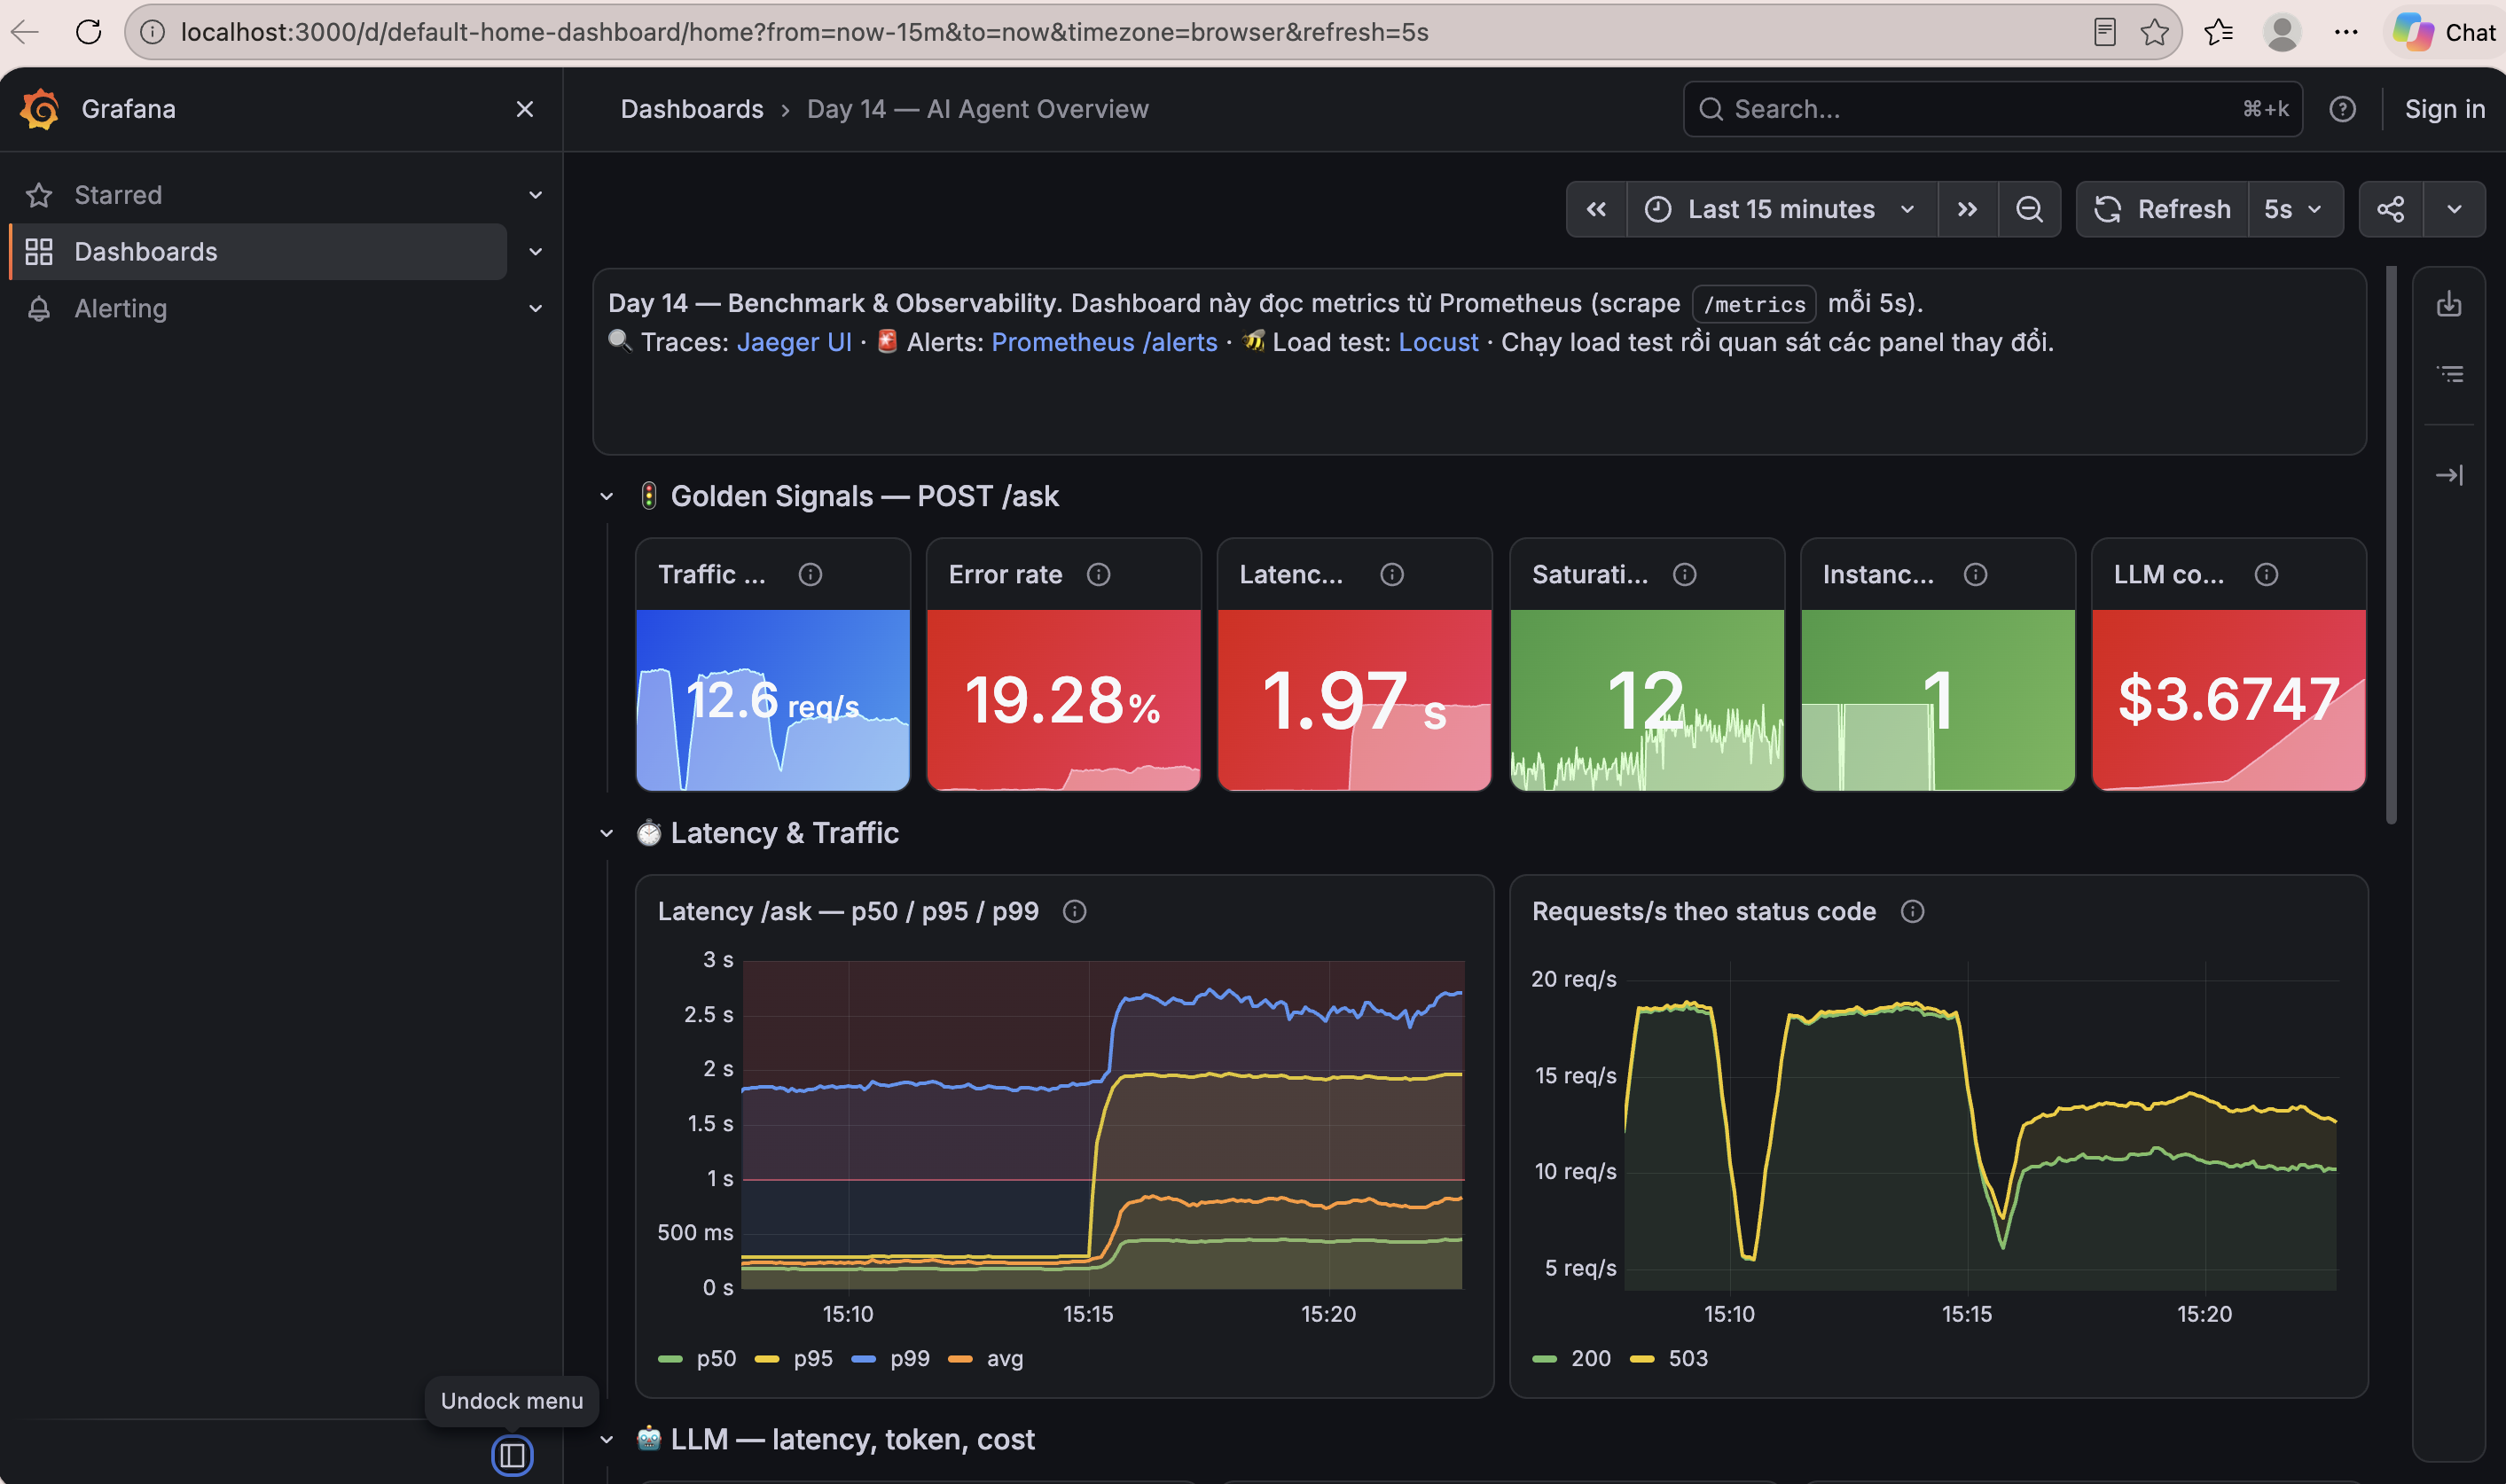 localhost:3000/d/default-home-dashboard/home?from=now-15m&to=now&timezone=browser&refresh=5s
Chat
Grafana
Dashboards › Day 14 — AI Agent Overview
Search...
⌘+k
Sign in
Starred
Dashboards
Alerting
Last 15 minutes
Refresh
5s
Day 14 — Benchmark & Observability. Dashboard này đọc metrics từ Prometheus (scrape /metrics mỗi 5s).
🔍 Traces: Jaeger UI · 🚨 Alerts: Prometheus /alerts · 🐝 Load test: Locust · Chạy load test rồi quan sát các panel thay đổi.
🚦 Golden Signals — POST /ask
Traffic ...
Error rate
Latenc...
Saturati...
Instanc...
LLM co...
12.6 req/s
19.28%
1.97 s
12
1
$3.6747
⏱ Latency & Traffic
Latency /ask — p50 / p95 / p99
3 s
2.5 s
2 s
1.5 s
1 s
500 ms
0 s
15:10
15:15
15:20
p50
p95
p99
avg
Requests/s theo status code
20 req/s
15 req/s
10 req/s
5 req/s
15:10
15:15
15:20
200
503
Undock menu
🤖 LLM — latency, token, cost